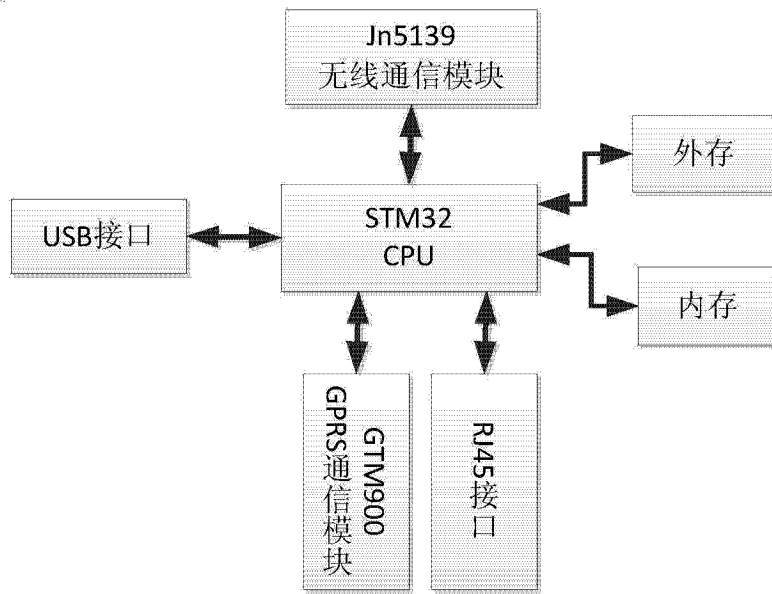 Jn5139
无线通信模块
外存
STM32
CPU
USB接口
内存
GTM900
GPRS通信模块
RJ45接口